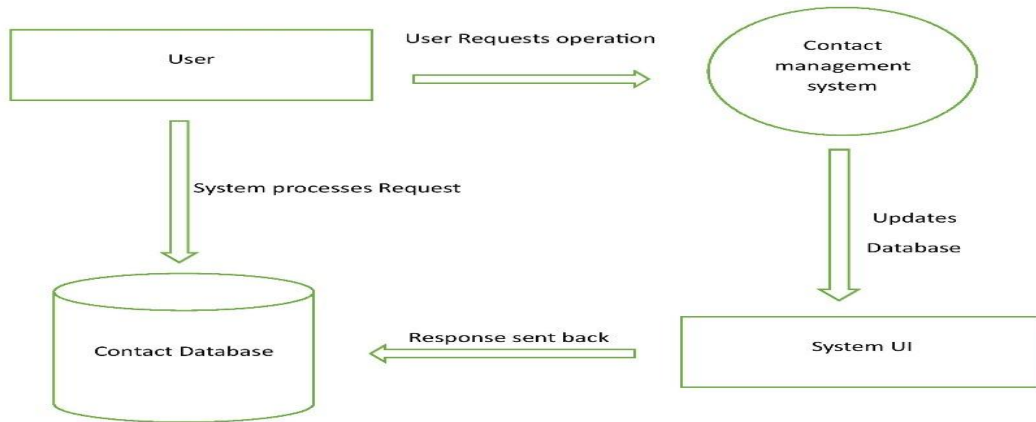 User
User Requests operation
Contact
management
system
System processes Request
Updates
Database
Contact Database
Response sent back
System UI